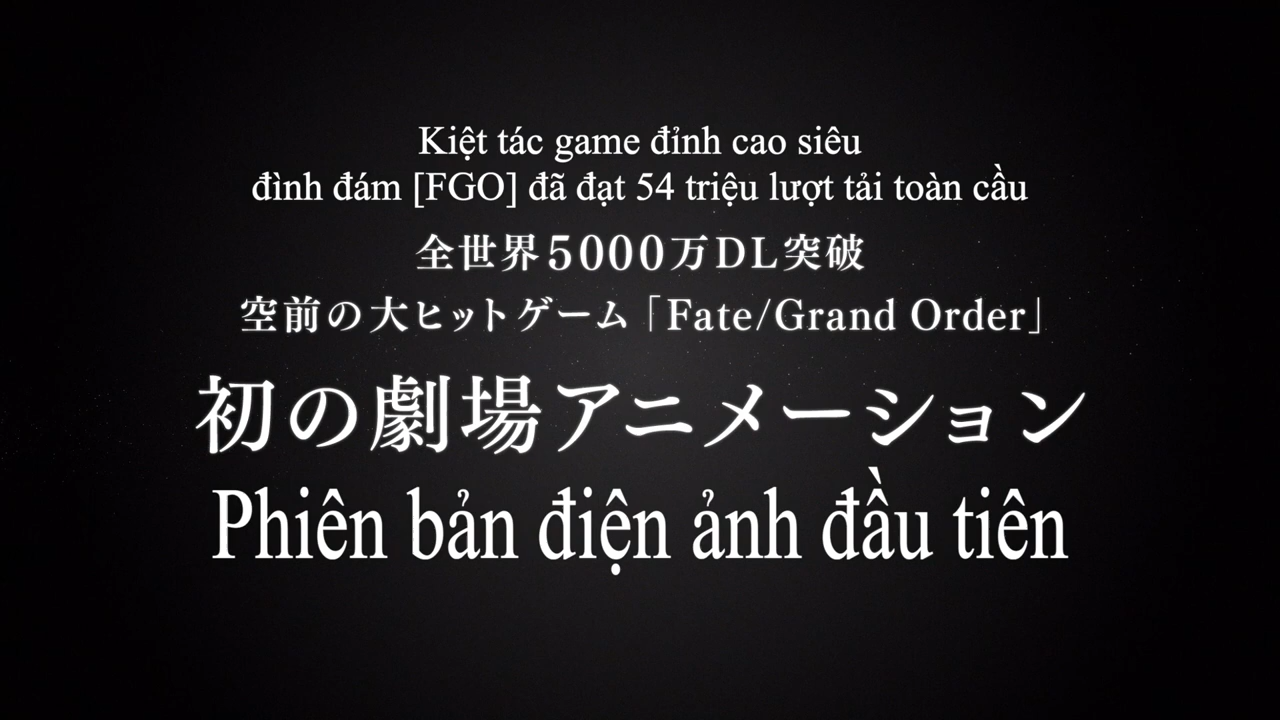 Kiệt tác game đỉnh cao siêu
đình đám [FGO] đã đạt 54 triệu lượt tải toàn cầu
全世界5000万DL突破
空前の大ヒットゲーム「Fate/Grand Order」
初の劇場アニメーション
Phiên bản điện ảnh đầu tiên